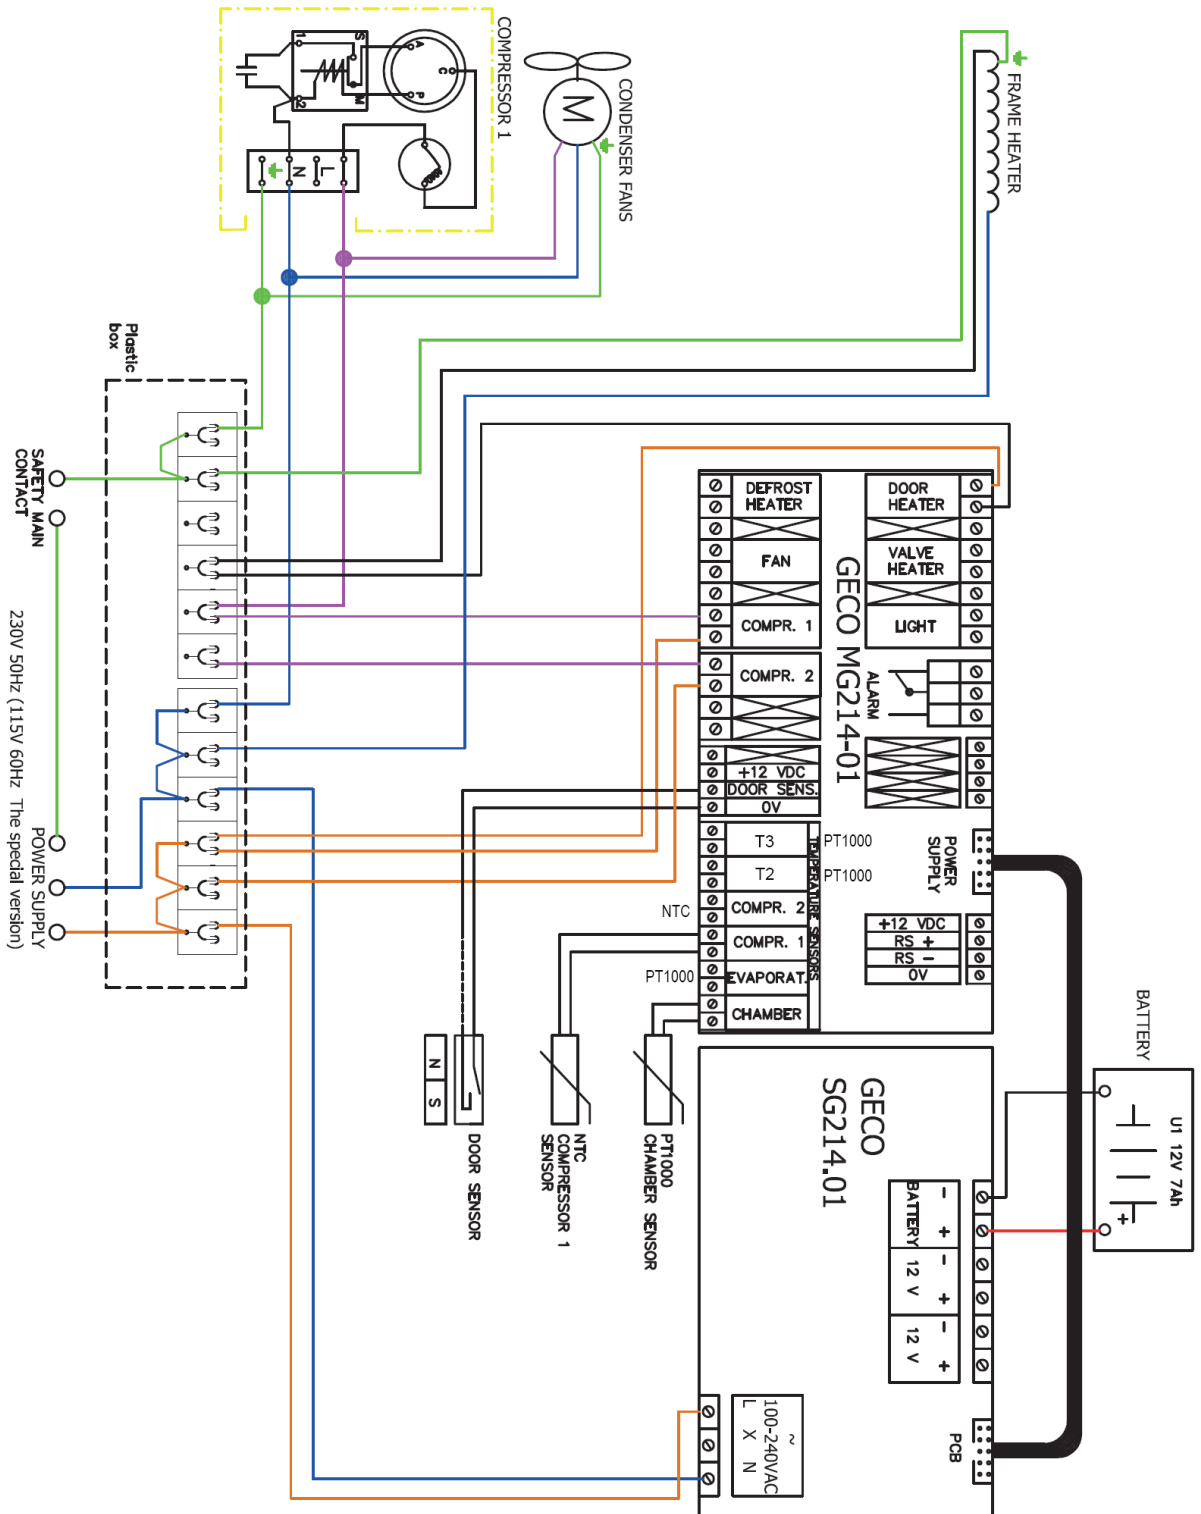 COMPRESSOR 1
1
2
S
M
A
C
P
N
L
CONDENSER FANS
M
FRAME HEATER
Plastic
box
SAFETY MAIN
CONTACT
230V 50Hz (115V 60Hz The special version)
POWER SUPPLY
GECO MG214-01
DEFROST
HEATER
FAN
COMPR. 1
COMPR. 2
+12 VDC
DOOR SENS.
0V
T3
T2
COMPR. 2
COMPR. 1
EVAPORAT.
CHAMBER
TEMPERATURE SENSORS
PT1000
PT1000
NTC
PT1000
DOOR
HEATER
VALVE
HEATER
LIGHT
ALARM
POWER
SUPPLY
+12 VDC
RS +
RS -
0V
N
S
DOOR SENSOR
NTC
COMPRESSOR 1
SENSOR
PT1000
CHAMBER SENSOR
BATTERY
U1 12V 7Ah
+
GECO
SG214.01
BATTERY
- +
12 V
- +
12 V
- +
PCB
~
100-240VAC
L X N